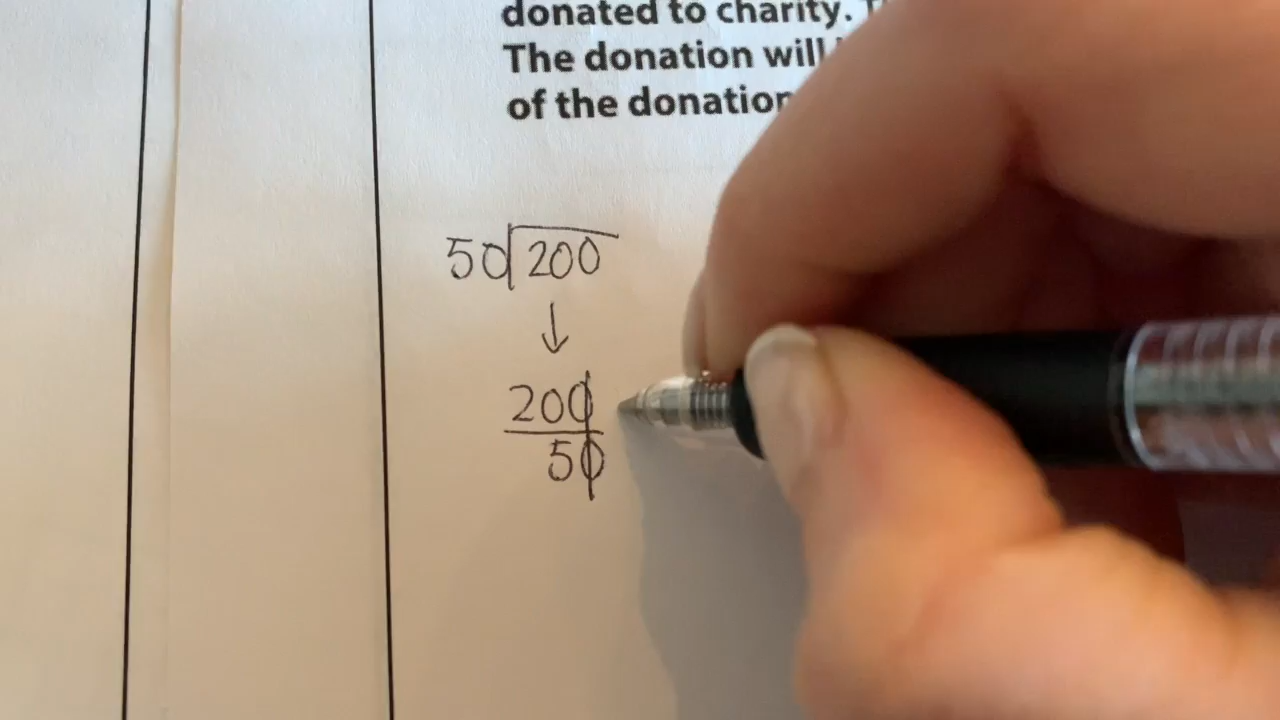 donated to charity.
The donation will
of the donation
50⟌200
↓
200
50